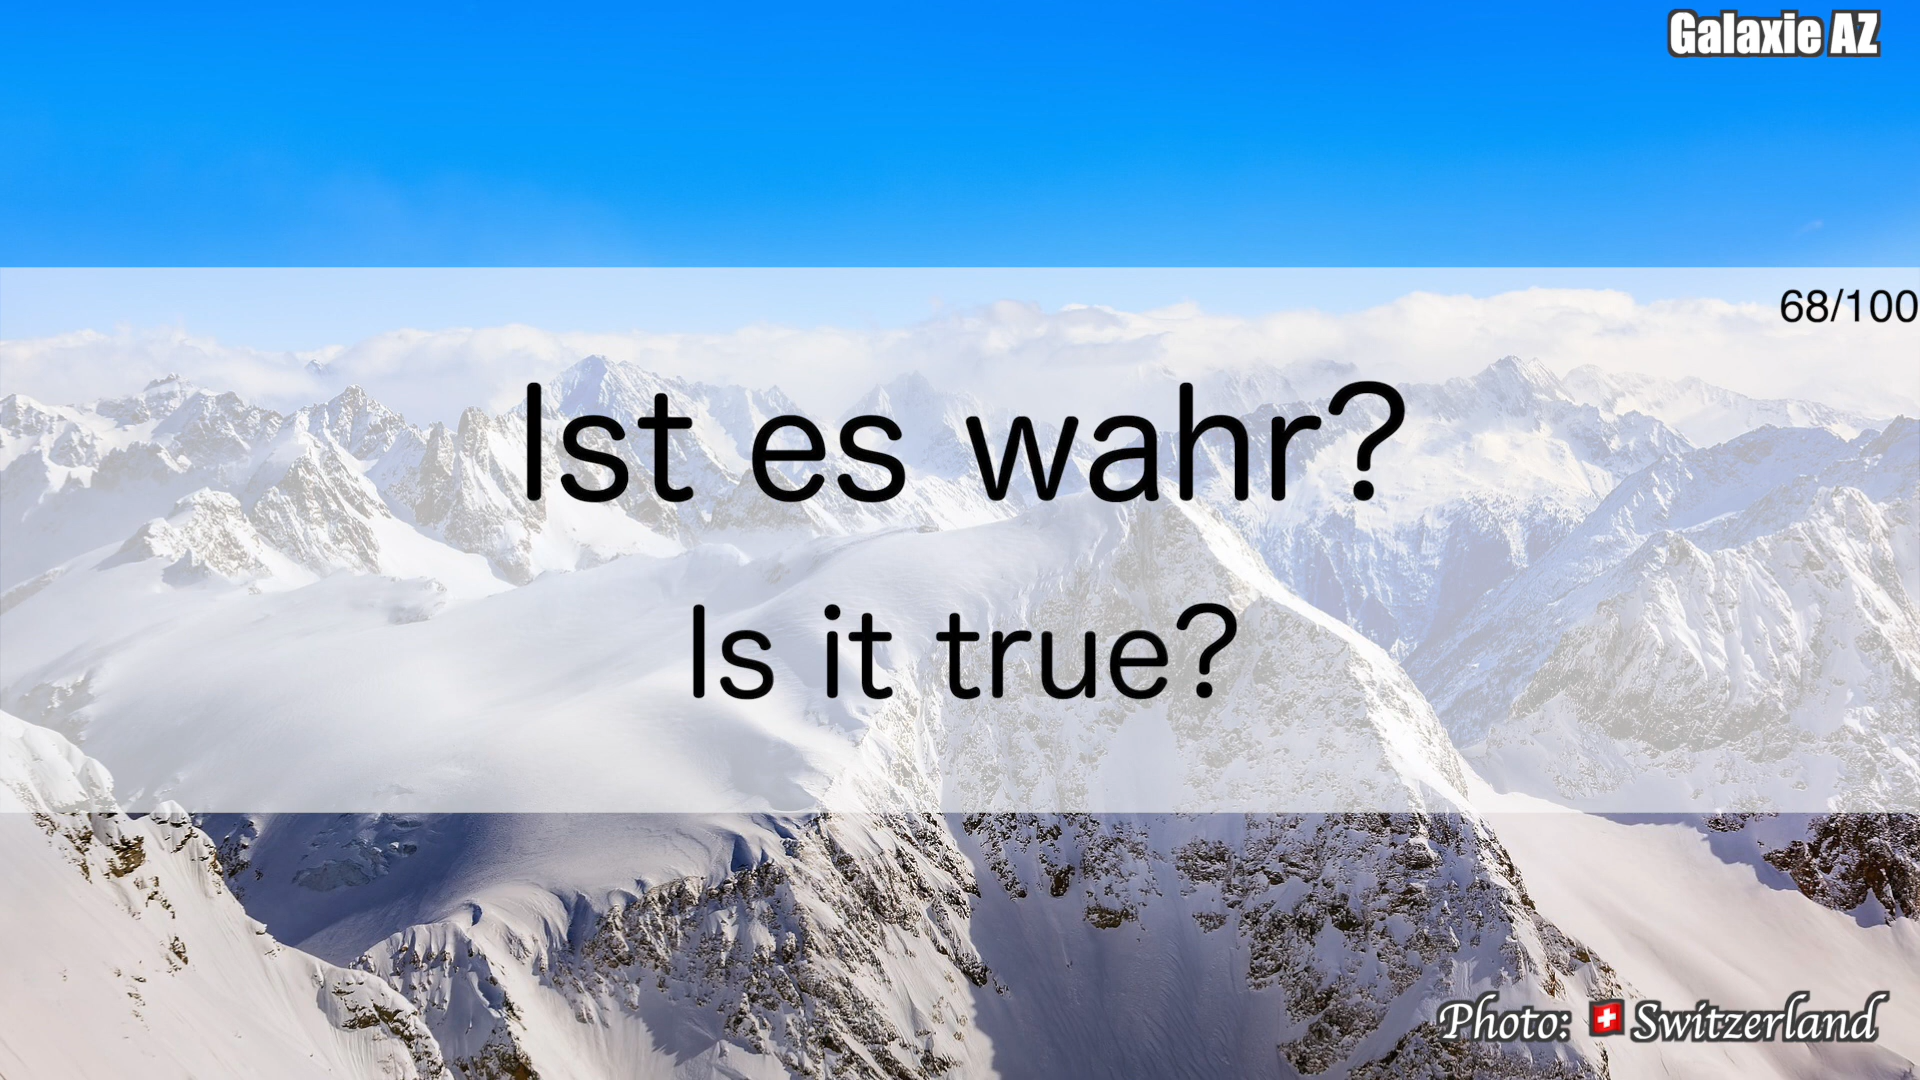 Galaxie AZ
68/100
Ist es wahr?
Is it true?
Photo: 🇨🇭 Switzerland